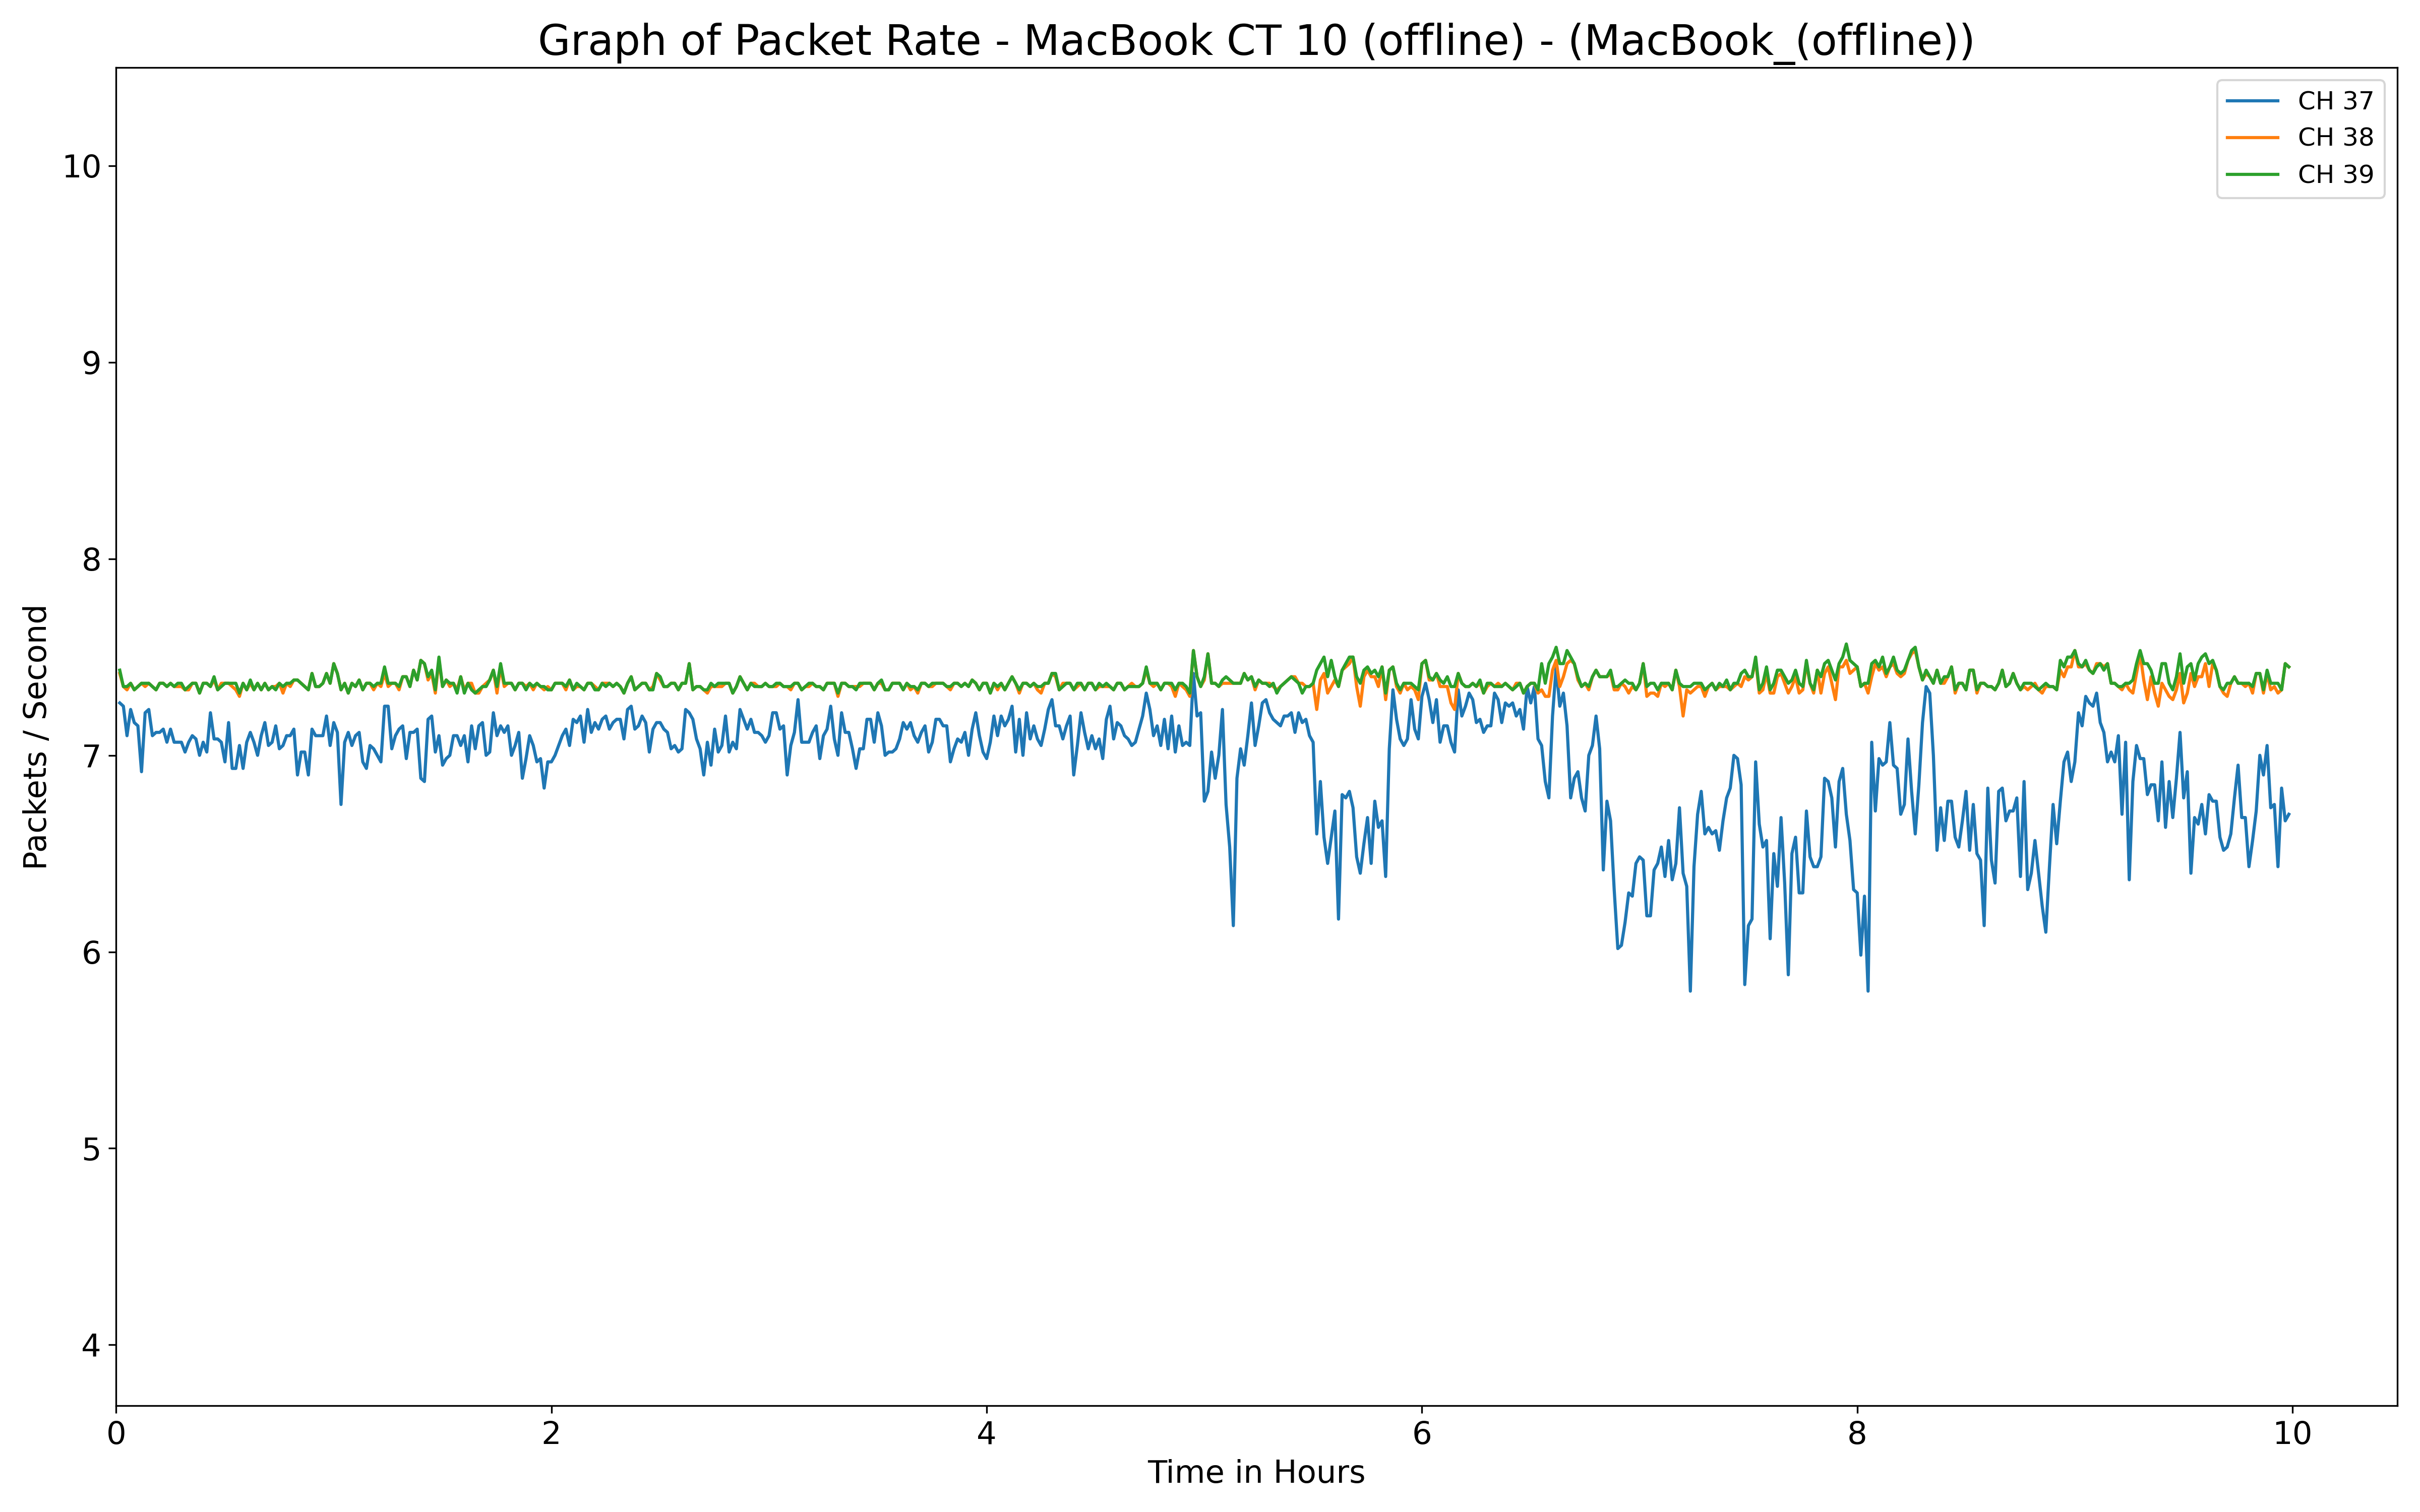 Graph of Packet Rate - MacBook CT 10 (offline) - (MacBook_(offline))
CH 37
CH 38
CH 39
10
9
8
7
6
5
4
Packets / Second
0 2 4 6 8 10
Time in Hours